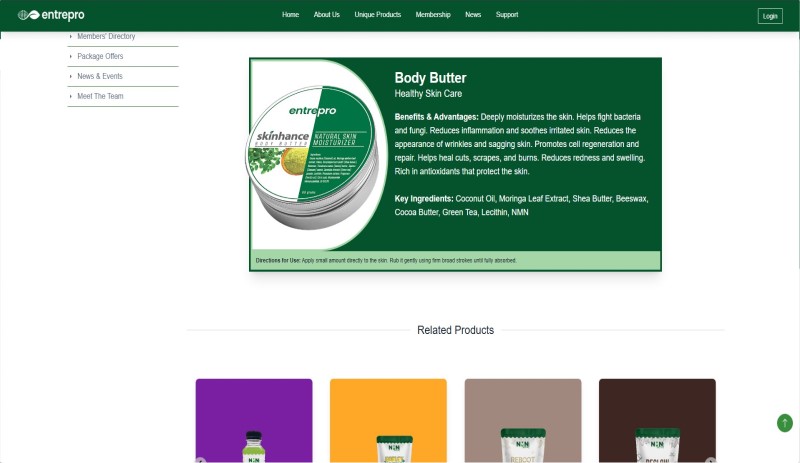 entrepro
Home About Us Unique Products Membership News Support
Login
Members' Directory
Package Offers
News & Events
Meet The Team
entrepro
skinhance
BODY BUTTER
NATURAL SKIN
MOISTURIZER
Body Butter
Healthy Skin Care
Benefits & Advantages: Deeply moisturizes the skin. Helps fight bacteria
and fungi. Reduces inflammation and soothes irritated skin. Reduces the
appearance of wrinkles and sagging skin. Promotes cell regeneration and
repair. Helps heal cuts, scrapes, and burns. Reduces redness and swelling.
Rich in antioxidants that protect the skin.
Key Ingredients: Coconut Oil, Moringa Leaf Extract, Shea Butter, Beeswax,
Cocoa Butter, Green Tea, Lecithin, NMN
Directions for Use: Apply small amount directly to the skin. Rub it gently using firm broad strokes until fully absorbed.
Related Products
REBOOT
REGLOW